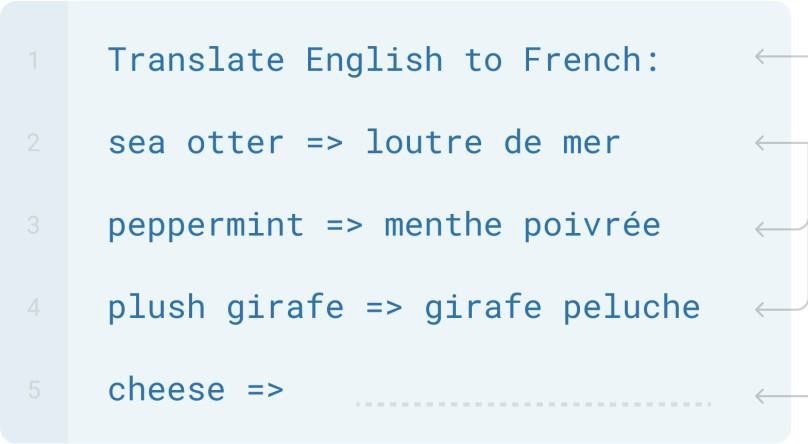 1 Translate English to French:
2 sea otter => loutre de mer
3 peppermint => menthe poivrée
4 plush girafe => girafe peluche
5 cheese =>